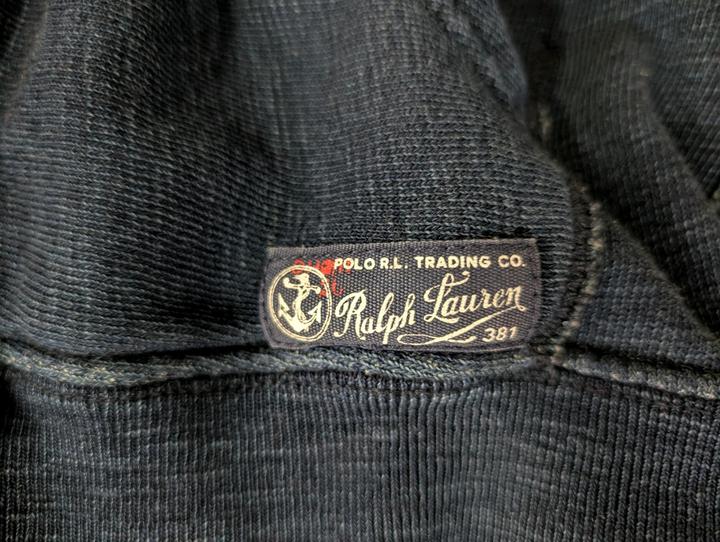 POLO R.L. TRADING CO.
Ralph Lauren
381